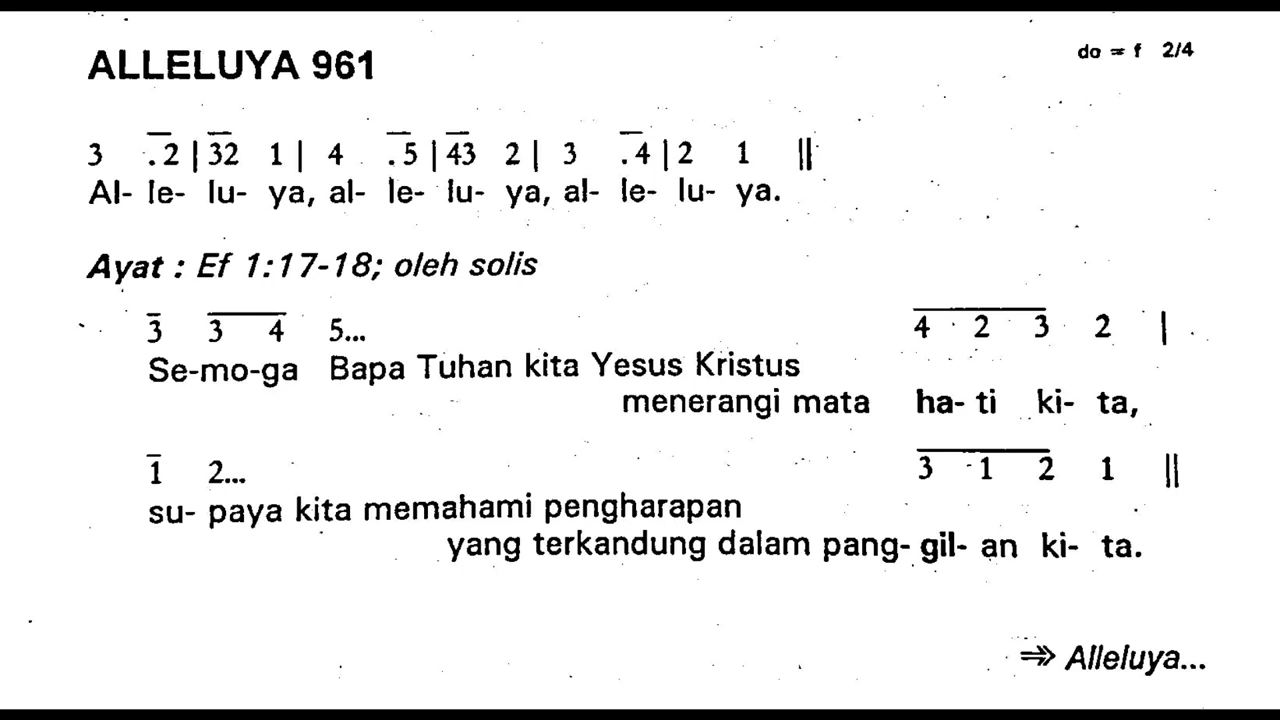 ALLELUYA 961 do = f 2/4
3 .2 | 32 1 | 4 .5 | 43 2 | 3 .4 | 2 1 ||
Al- le- lu- ya, al- le- lu- ya, al- le- lu- ya.
Ayat : Ef 1:17-18; oleh solis
3 3 4 5... 4 2 3 2 |
Se-mo-ga Bapa Tuhan kita Yesus Kristus
menerangi mata ha- ti ki- ta,
1 2... 3 1 2 1 ||
su- paya kita memahami pengharapan
yang terkandung dalam pang- gil- an ki- ta.
⇒ Alleluya...